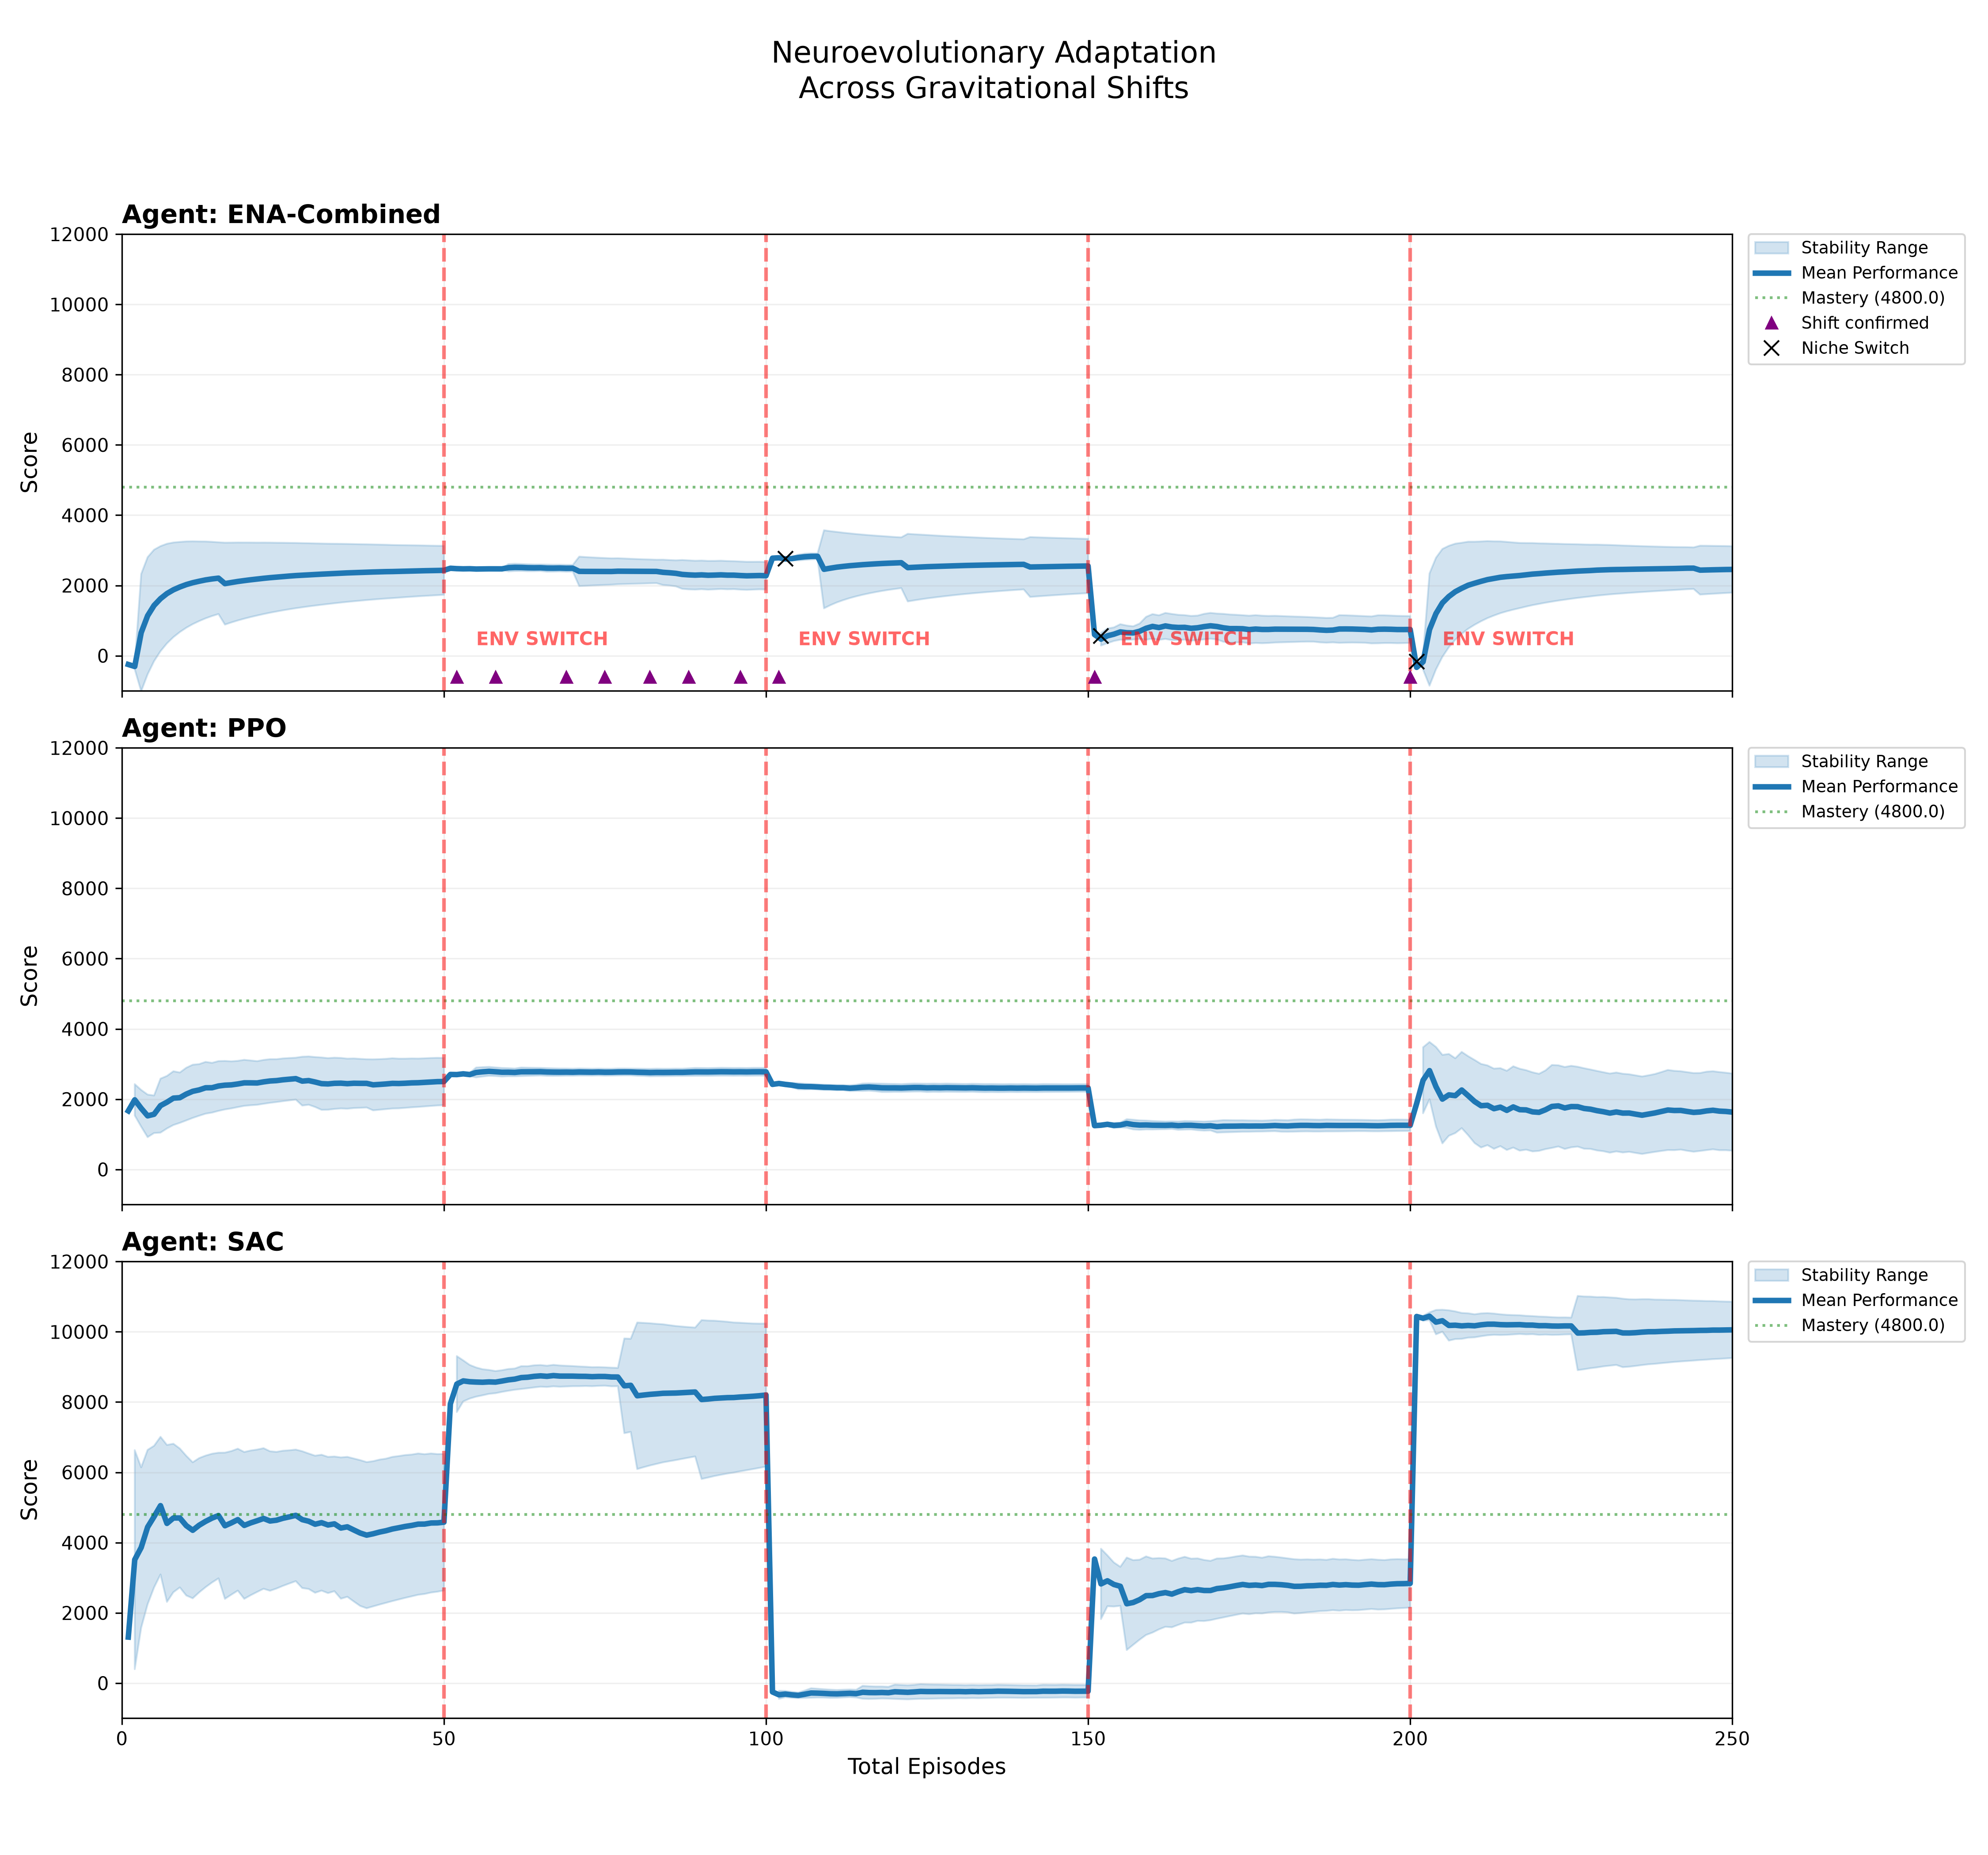 Neuroevolutionary Adaptation
Across Gravitational Shifts
Agent: ENA-Combined
12000
10000
8000
6000
4000
2000
0
Score
ENV SWITCH
ENV SWITCH
ENV SWITCH
ENV SWITCH
Stability Range
Mean Performance
Mastery (4800.0)
Shift confirmed
Niche Switch
Agent: PPO
12000
10000
8000
6000
4000
2000
0
Score
Stability Range
Mean Performance
Mastery (4800.0)
Agent: SAC
12000
10000
8000
6000
4000
2000
0
Score
Stability Range
Mean Performance
Mastery (4800.0)
0
50
100
150
200
250
Total Episodes